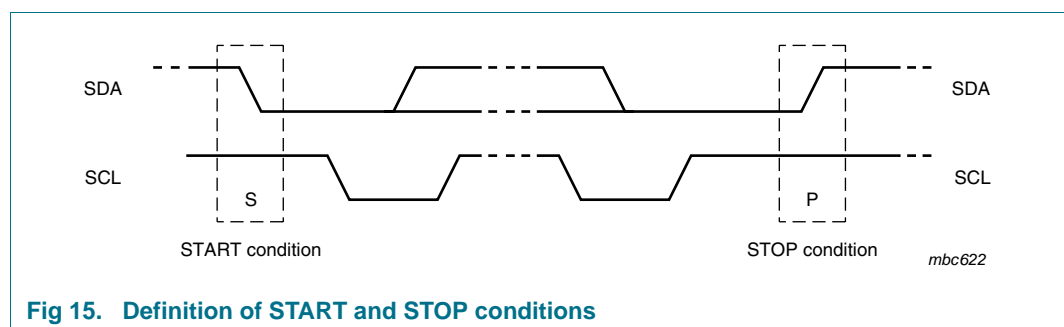 SDA SDA
SCL SCL
S P
START condition STOP condition
mbc622
Fig 15. Definition of START and STOP conditions